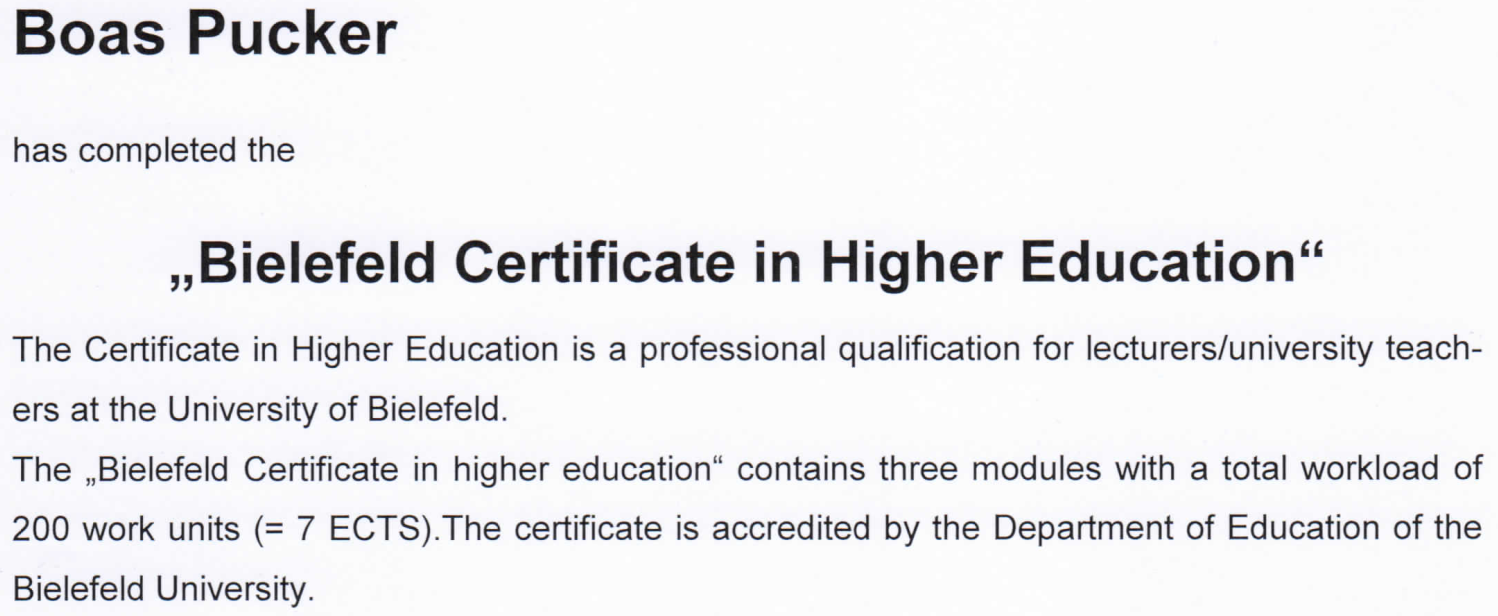 Boas Pucker
has completed the
„Bielefeld Certificate in Higher Education“
The Certificate in Higher Education is a professional qualification for lecturers/university teach-
ers at the University of Bielefeld.
The „Bielefeld Certificate in higher education“ contains three modules with a total workload of
200 work units (= 7 ECTS).The certificate is accredited by the Department of Education of the
Bielefeld University.